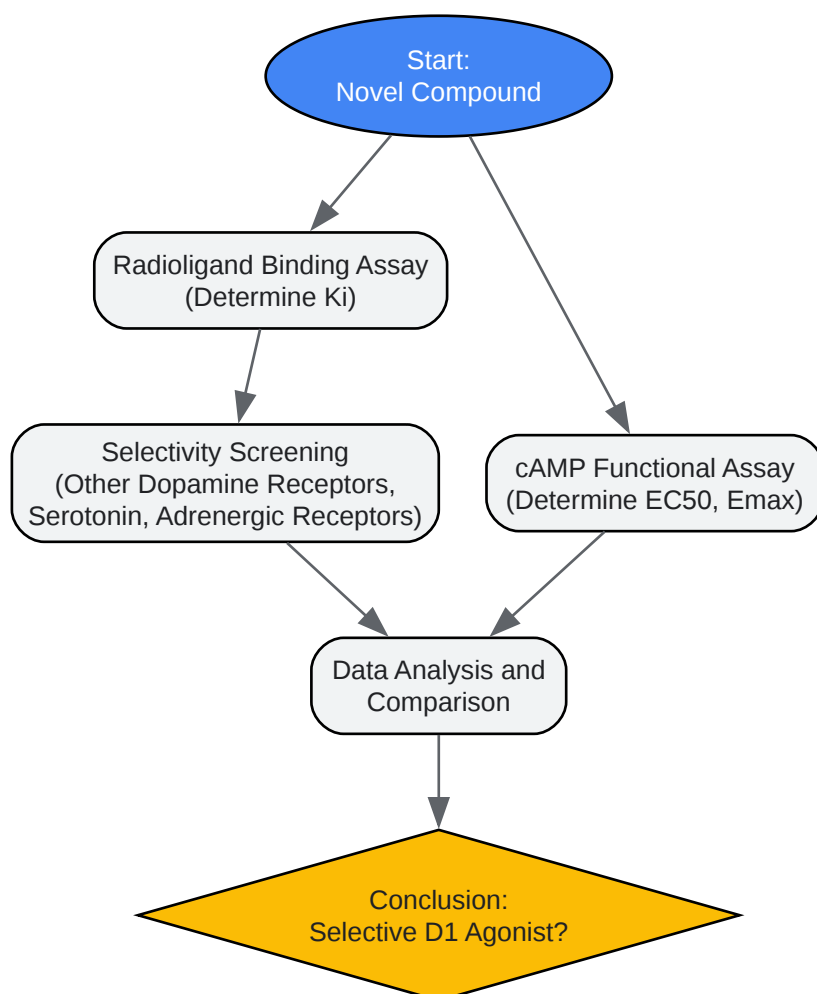 Start:
Novel Compound
Radioligand Binding Assay
(Determine Ki)
Selectivity Screening
(Other Dopamine Receptors,
Serotonin, Adrenergic Receptors)
cAMP Functional Assay
(Determine EC50, Emax)
Data Analysis and
Comparison
Conclusion:
Selective D1 Agonist?